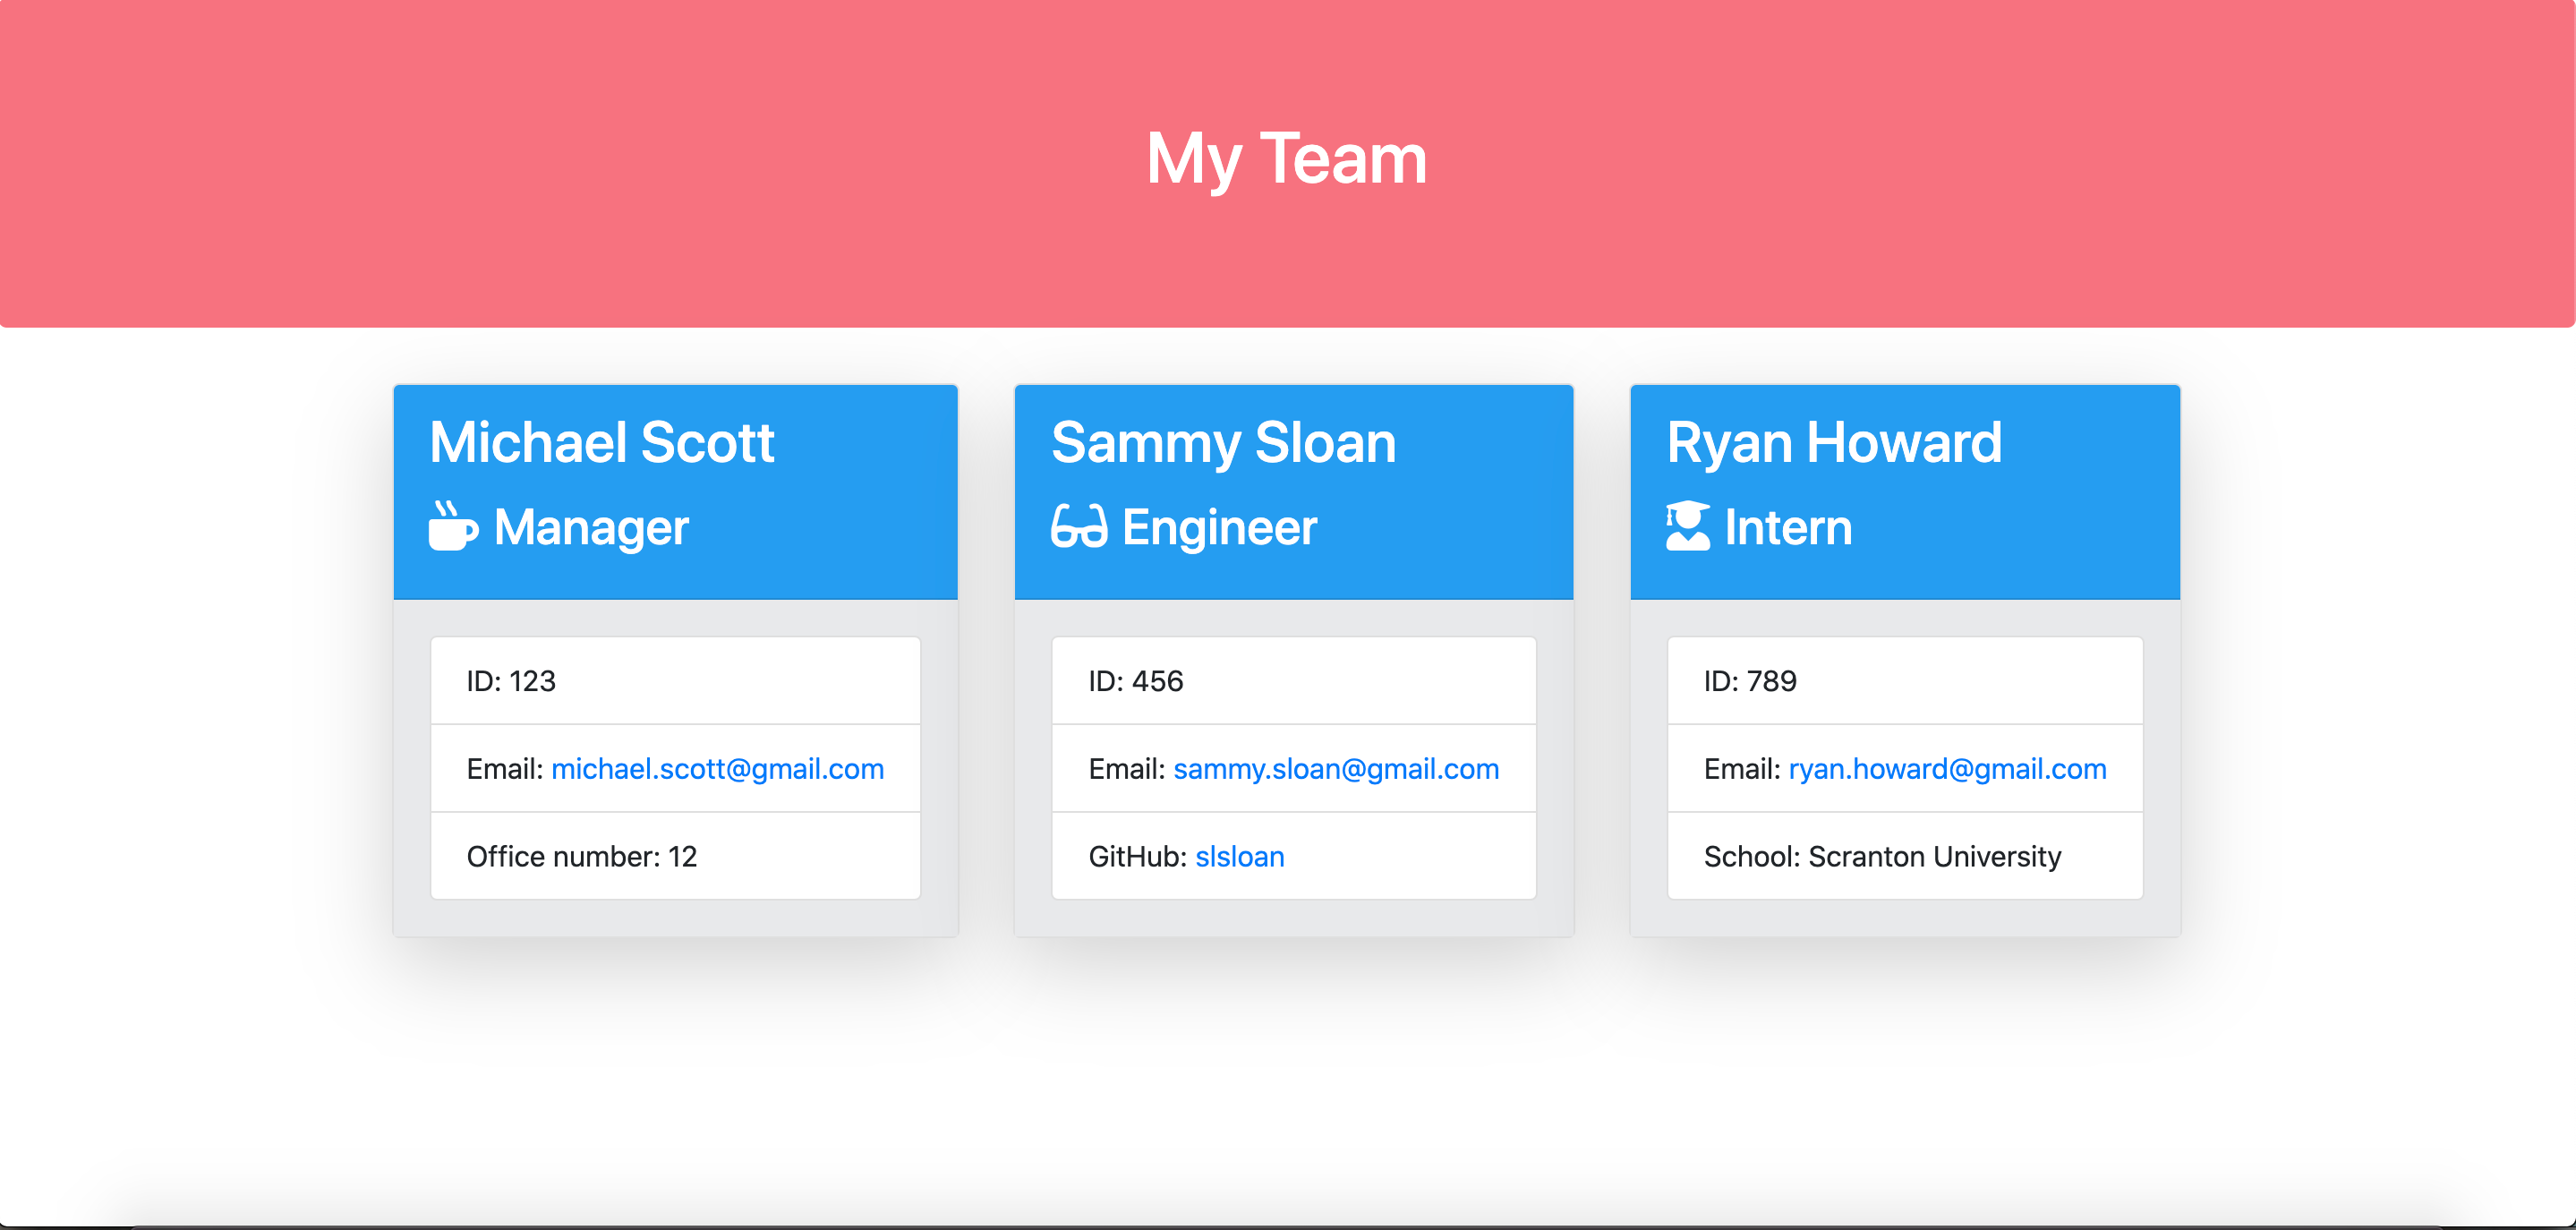 My Team
Michael Scott
Manager
ID: 123
Email: michael.scott@gmail.com
Office number: 12
Sammy Sloan
Engineer
ID: 456
Email: sammy.sloan@gmail.com
GitHub: slsloan
Ryan Howard
Intern
ID: 789
Email: ryan.howard@gmail.com
School: Scranton University